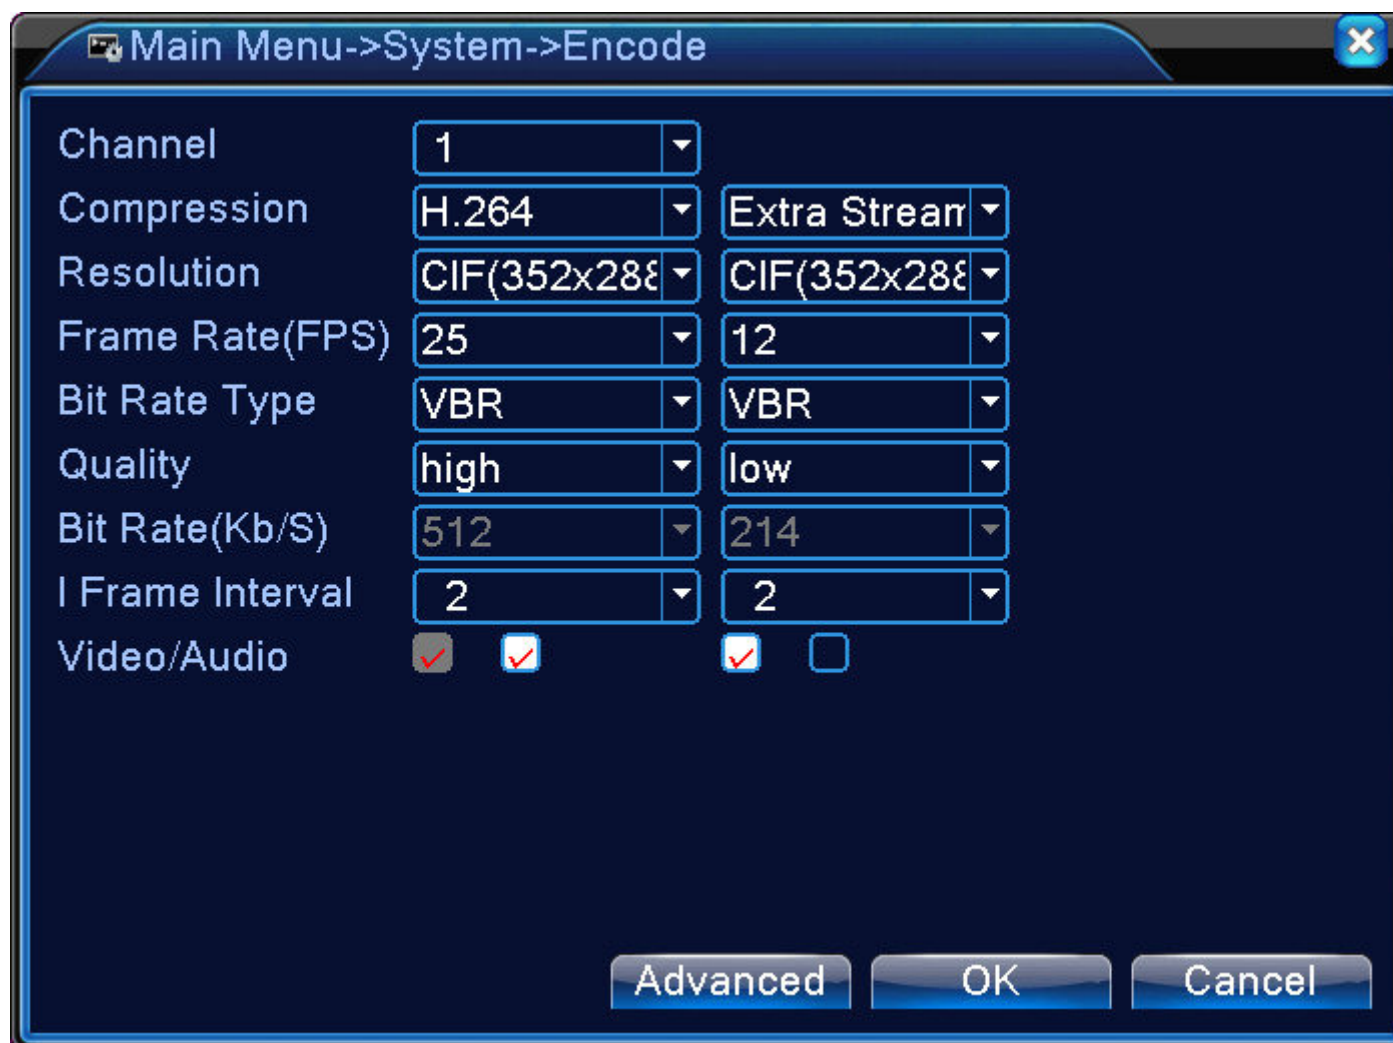 Main Menu->System->Encode
Channel 1
Compression H.264 Extra Stream
Resolution CIF(352x288 CIF(352x288
Frame Rate(FPS) 25 12
Bit Rate Type VBR VBR
Quality high low
Bit Rate(Kb/S) 512 214
I Frame Interval 2 2
Video/Audio
Advanced OK Cancel